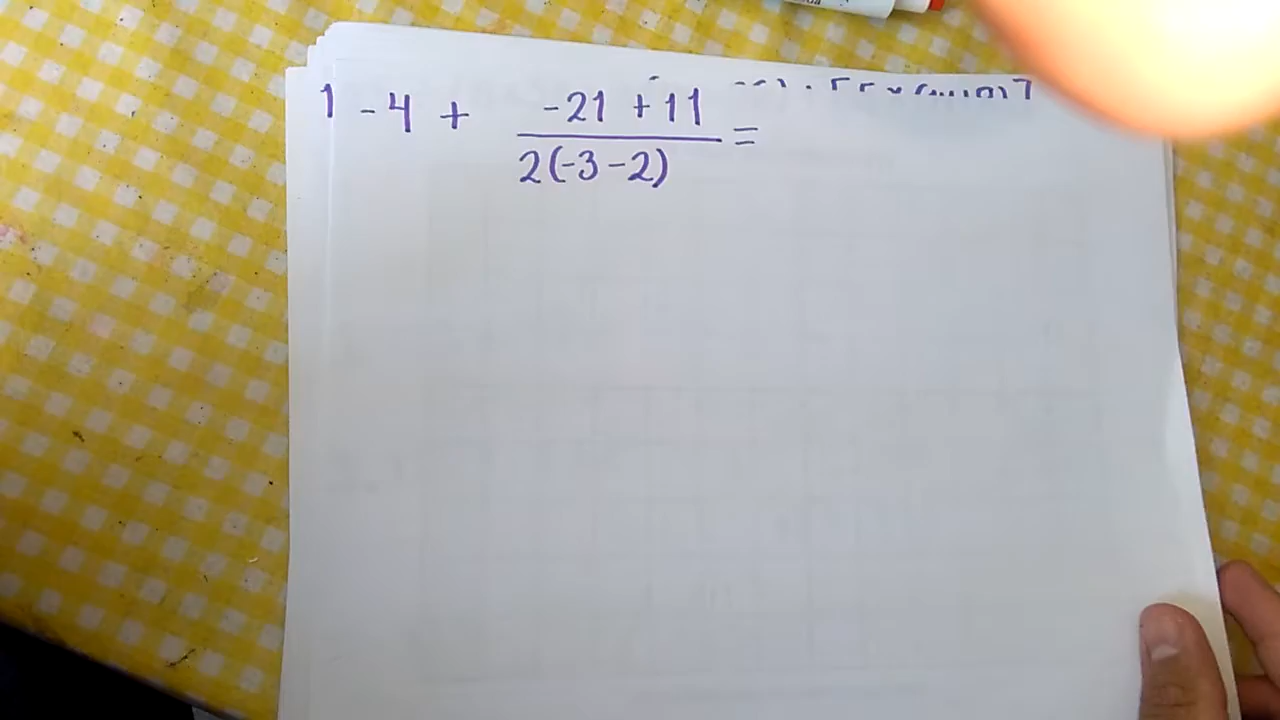 1 - 4 + -21 + 11 =
2(-3-2)